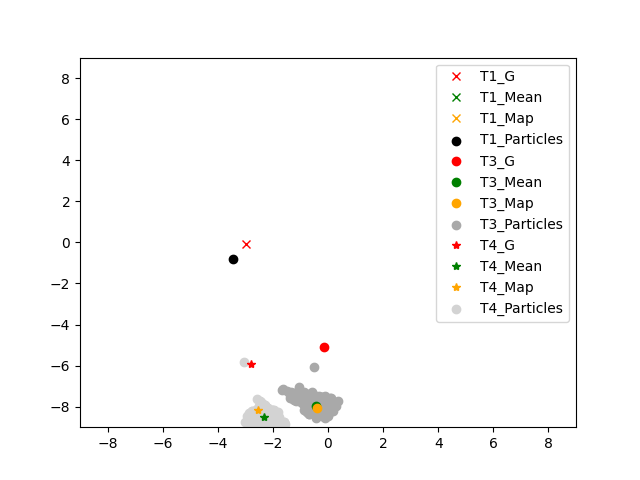 8
6
4
2
0
−2
−4
−6
−8
−8 −6 −4 −2 0 2 4 6 8
T1_G
T1_Mean
T1_Map
T1_Particles
T3_G
T3_Mean
T3_Map
T3_Particles
T4_G
T4_Mean
T4_Map
T4_Particles